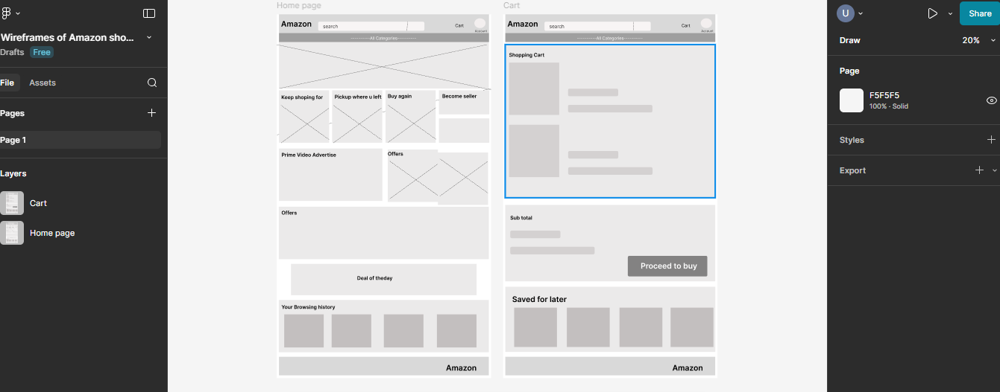 Wireframes of Amazon sho...
Drafts Free
File Assets
Pages
Page 1
Layers
Cart
Home page
Home page
Amazon
search
Cart
Account
-------------All Categories-------------
Keep shoping for
Pickup where u left
Buy again
Become seller
Prime Video Advertise
Offers
Offers
Deal of theday
Your Browsing history
Amazon
Cart
Amazon
search
Cart
Account
-------------All Categories-------------
Shopping Cart
Sub total
Proceed to buy
Saved for later
Amazon
U
Share
Draw
20%
Page
F5F5F5
100% · Solid
Styles
Export